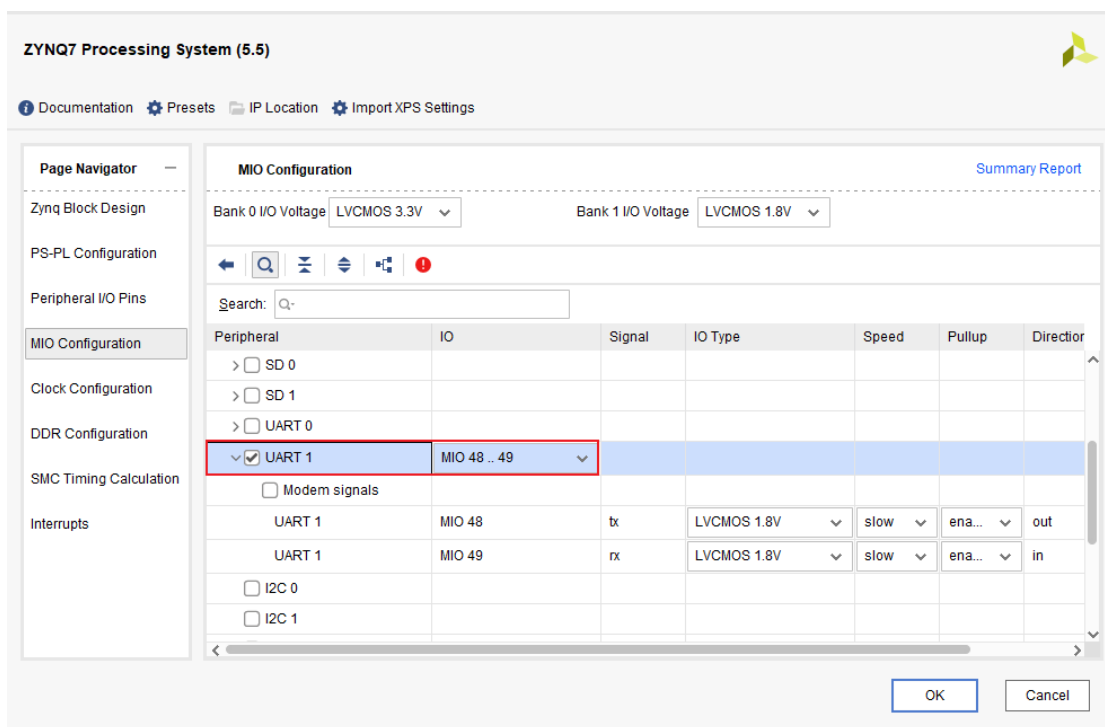 ZYNQ7 Processing System (5.5)
Documentation Presets IP Location Import XPS Settings
Page Navigator
Zynq Block Design
PS-PL Configuration
Peripheral I/O Pins
MIO Configuration
Clock Configuration
DDR Configuration
SMC Timing Calculation
Interrupts
MIO Configuration Summary Report
Bank 0 I/O Voltage LVCMOS 3.3V Bank 1 I/O Voltage LVCMOS 1.8V
Search:
Peripheral IO Signal IO Type Speed Pullup Direction
SD 0
SD 1
UART 0
UART 1 MIO 48 .. 49
Modem signals
UART 1 MIO 48 tx LVCMOS 1.8V slow ena... out
UART 1 MIO 49 rx LVCMOS 1.8V slow ena... in
I2C 0
I2C 1
OK Cancel